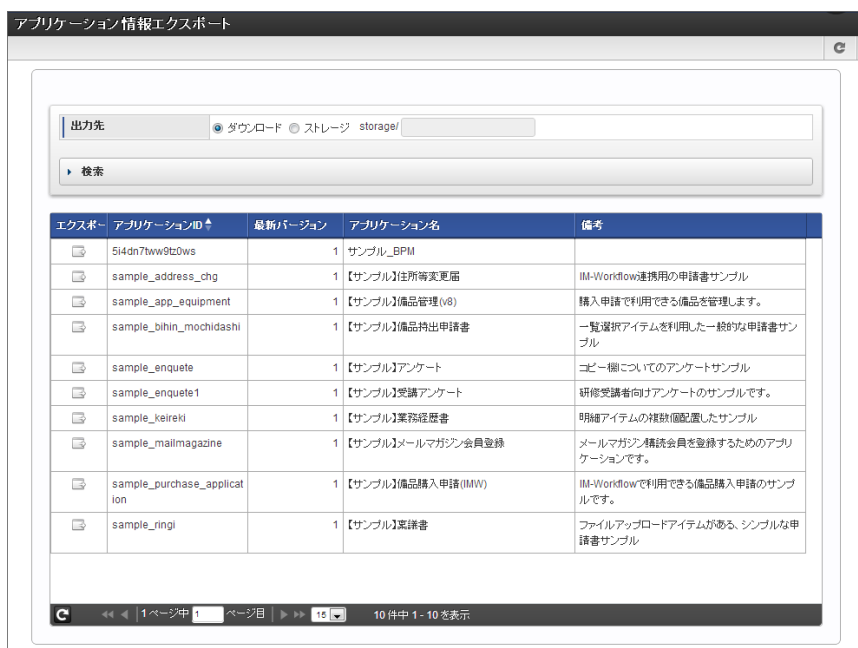 アプリケーション情報エクスポート
出力先 ダウンロード ストレージ storage/
検索
エクスポー アプリケーションID 最新バージョン アプリケーション名 備考
5i4dn7tww9tz0ws 1 サンプル_BPM
sample_address_chg 1 【サンプル】住所等変更届 IM-Workflow連携用の申請書サンプル
sample_app_equipment 1 【サンプル】備品管理(v8) 購入申請で利用できる備品を管理します。
sample_bihin_mochidashi 1 【サンプル】備品持出申請書 一覧選択アイテムを利用した一般的な申請書サン
プル
sample_enquete 1 【サンプル】アンケート コピー欄についてのアンケートサンプル
sample_enquete1 1 【サンプル】受講アンケート 研修受講者向けアンケートのサンプルです。
sample_keireki 1 【サンプル】業務経歴書 明細アイテムの複数個配置したサンプル
sample_mailmagazine 1 【サンプル】メールマガジン会員登録 メールマガジン購読会員を登録するためのアプリ
ケーションです。
sample_purchase_applicat 1 【サンプル】備品購入申請(IMW) IM-Workflowで利用できる備品購入申請のサンプ
ion ルです。
sample_ringi 1 【サンプル】稟議書 ファイルアップロードアイテムがある、シンプルな申
請書サンプル
1ページ中 1 ページ目 15 10 件中 1 - 10 を表示